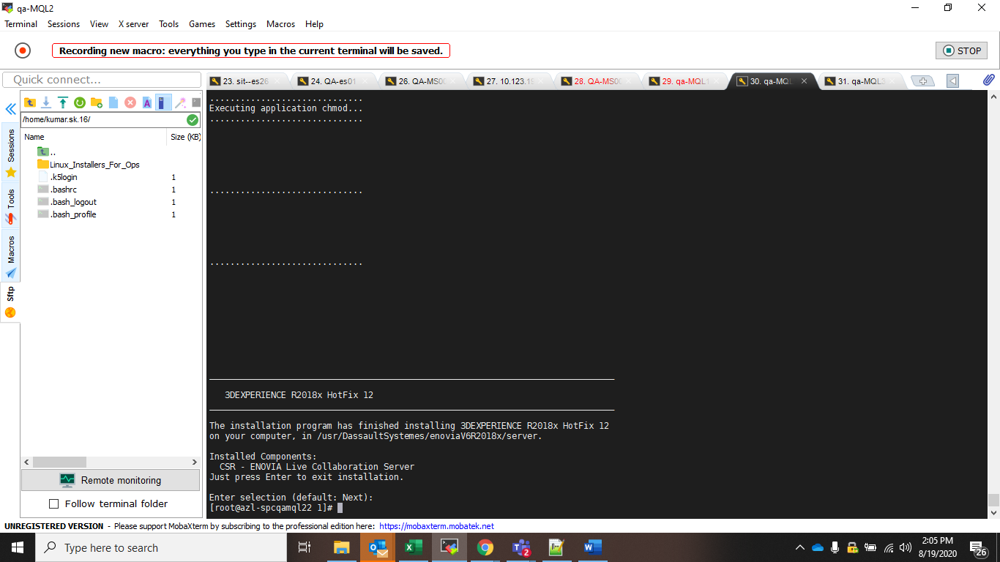 qa-MQL2
Terminal Sessions View X server Tools Games Settings Macros Help
Recording new macro: everything you type in the current terminal will be saved.
STOP
Quick connect...
23. sit--es26
24. QA-es01
26. QA-MS00
27. 10.123.19
28. QA-MS00
29. qa-MQL1
30. qa-MQL
31. qa-MQL3
/home/kumar.sk.16/
Name Size (KB)
..
Linux_Installers_For_Ops
.k5login 1
.bashrc 1
.bash_logout 1
.bash_profile 1
Sessions
Tools
Macros
Sftp
Remote monitoring
Follow terminal folder
..............................
Executing application chmod...
..............................
..............................
..............................
3DEXPERIENCE R2018x HotFix 12
The installation program has finished installing 3DEXPERIENCE R2018x HotFix 12
on your computer, in /usr/DassaultSystemes/enoviaV6R2018x/server.
Installed Components:
CSR - ENOVIA Live Collaboration Server
Just press Enter to exit installation.
Enter selection (default: Next):
[root@azl-spcqamql22 1]#
UNREGISTERED VERSION - Please support MobaXterm by subscribing to the professional edition here: https://mobaxterm.mobatek.net
Type here to search
2
2:05 PM
8/19/2020
26